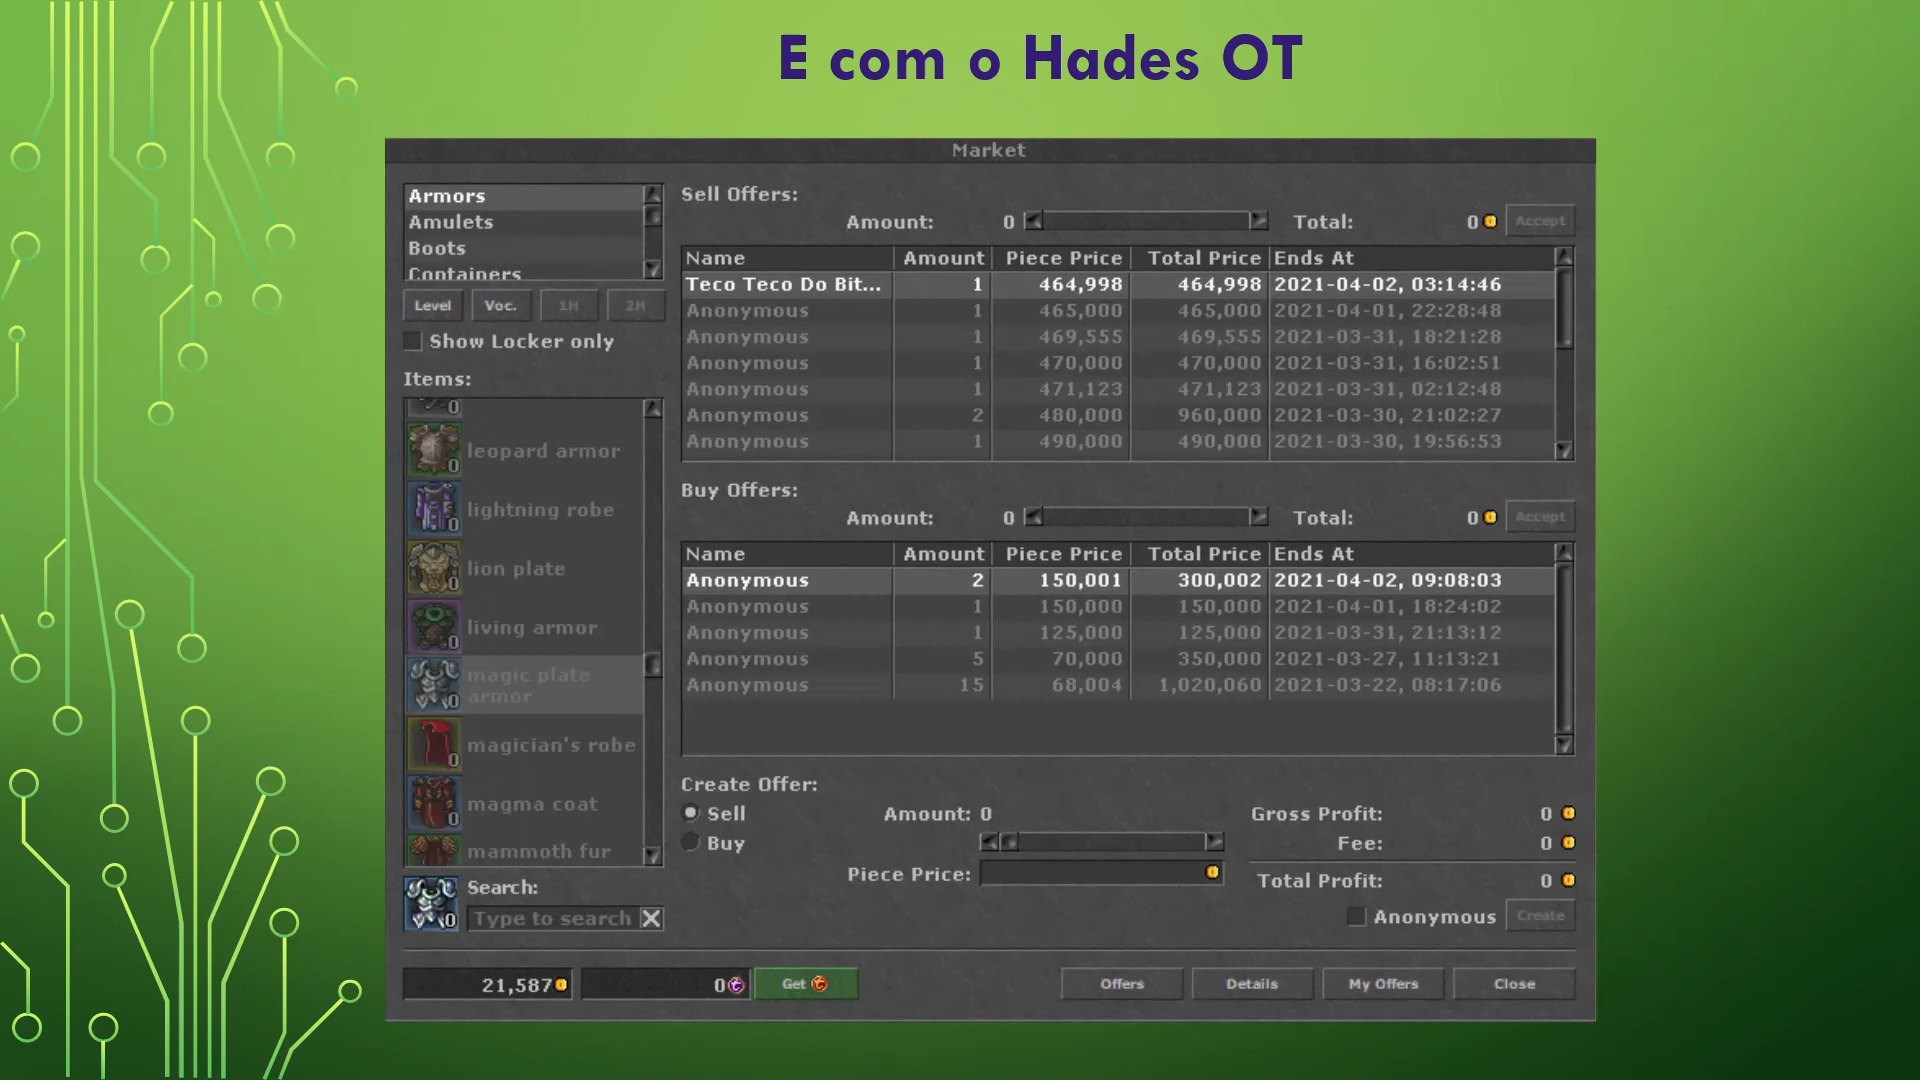 E com o Hades OT
Market
Armors
Amulets
Boots
Containers
Level Voc. 1H 2H
Show Locker only
Items:
0
leopard armor 0
lightning robe 0
lion plate 0
living armor 0
magic plate
armor 0
magician's robe 0
magma coat 0
mammoth fur
Search:
0
Type to search
Sell Offers:
Amount: 0 Total: 0 Accept
Name Amount Piece Price Total Price Ends At
Teco Teco Do Bit... 1 464,998 464,998 2021-04-02, 03:14:46
Anonymous 1 465,000 465,000 2021-04-01, 22:28:48
Anonymous 1 469,555 469,555 2021-03-31, 18:21:28
Anonymous 1 470,000 470,000 2021-03-31, 16:02:51
Anonymous 1 471,123 471,123 2021-03-31, 02:12:48
Anonymous 2 480,000 960,000 2021-03-30, 21:02:27
Anonymous 1 490,000 490,000 2021-03-30, 19:56:53
Buy Offers:
Amount: 0 Total: 0 Accept
Name Amount Piece Price Total Price Ends At
Anonymous 2 150,001 300,002 2021-04-02, 09:08:03
Anonymous 1 150,000 150,000 2021-04-01, 18:24:02
Anonymous 1 125,000 125,000 2021-03-31, 21:13:12
Anonymous 5 70,000 350,000 2021-03-27, 11:13:21
Anonymous 15 68,004 1,020,060 2021-03-22, 08:17:06
Create Offer:
Sell Amount: 0 Gross Profit: 0
Buy Fee: 0
Piece Price: Total Profit: 0
Anonymous Create
21,587 0 Get Offers Details My Offers Close